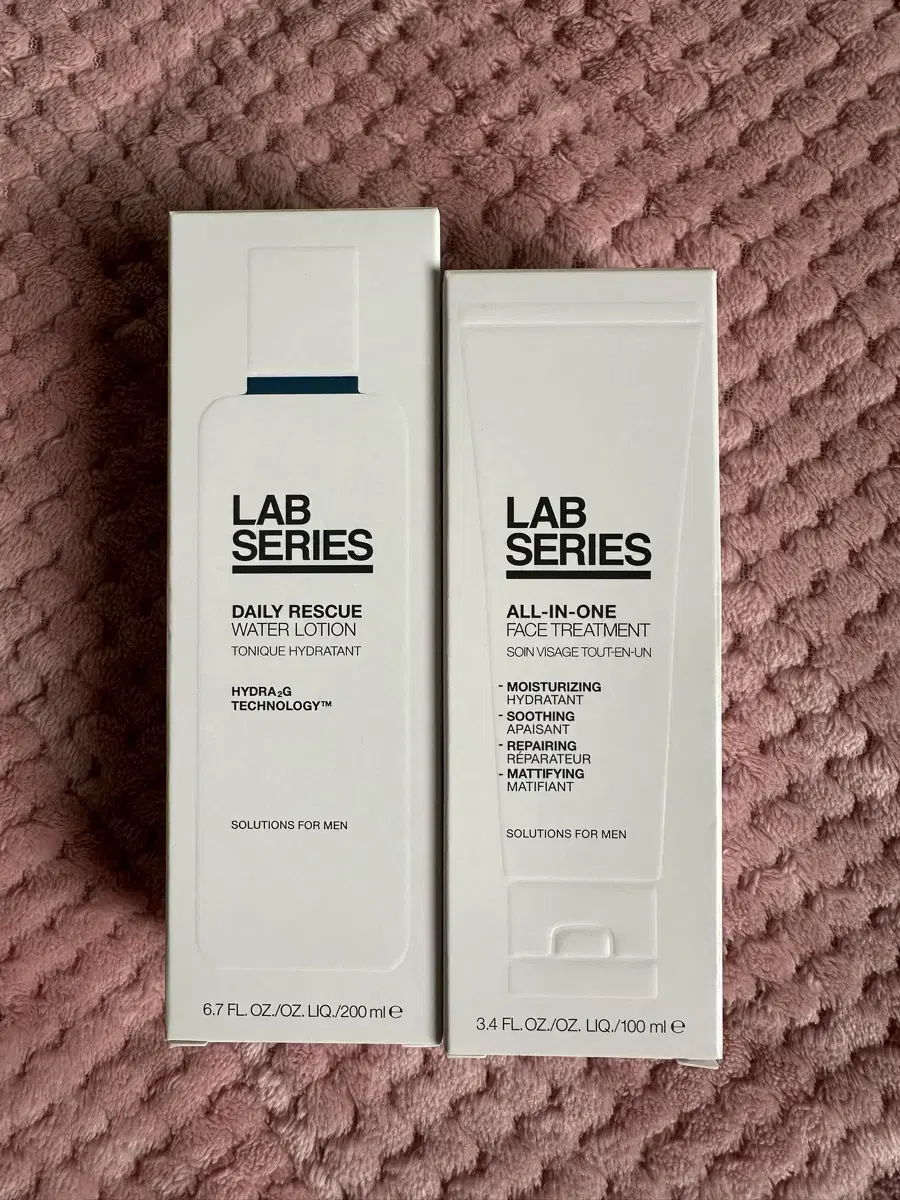 LAB
SERIES
DAILY RESCUE
WATER LOTION
TONIQUE HYDRATANT
HYDRA₂G
TECHNOLOGY™
SOLUTIONS FOR MEN
6.7 FL. OZ./OZ. LIQ./200 ml ℮
LAB
SERIES
ALL-IN-ONE
FACE TREATMENT
SOIN VISAGE TOUT-EN-UN
- MOISTURIZING
HYDRATANT
- SOOTHING
APAISANT
- REPAIRING
RÉPARATEUR
- MATTIFYING
MATIFIANT
SOLUTIONS FOR MEN
3.4 FL. OZ./OZ. LIQ./100 ml ℮